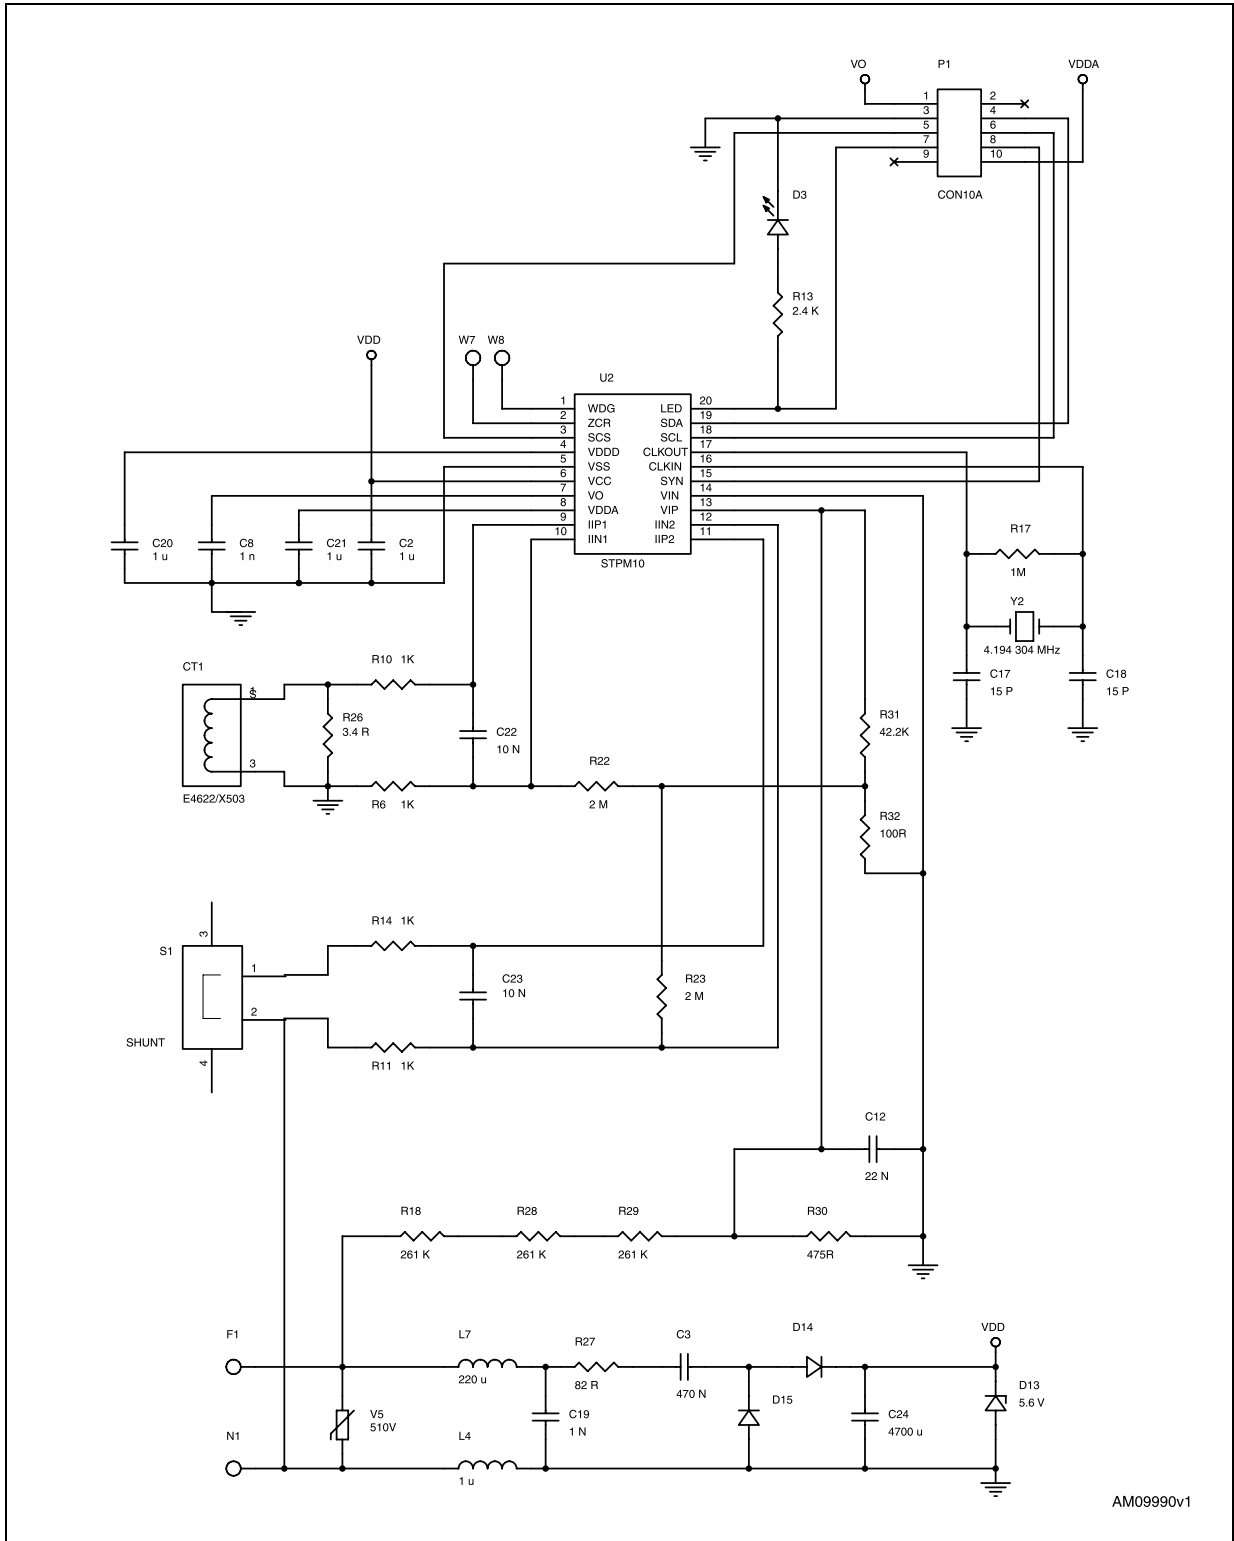 VO P1 VDDA
1 2
3 4
5 6
7 8
9 10
D3
CON10A
R13
2.4 K
VDD W7 W8
U2
1 WDG LED 20
2 ZCR SDA 19
3 SCS SCL 18
4 VDDD CLKOUT 17
5 VSS CLKIN 16
6 VCC SYN 15
7 VO VIN 14
8 VDDA VIP 13
9 IIP1 IIN2 12
10 IIN1 IIP2 11
STPM10
C20
1 u
C8
1 n
C21
1 u
C2
1 u
R17
1M
Y2
4.194 304 MHz
C17
15 P
C18
15 P
CT1
3
E4622/X503
R10 1K
R26
3.4 R
C22
10 N
R6 1K
R22
2 M
R31
42.2K
R32
100R
S1
3
1
2
4
SHUNT
R14 1K
C23
10 N
R23
2 M
R11 1K
C12
22 N
R18
261 K
R28
261 K
R29
261 K
R30
475R
F1
L7
220 u
R27
82 R
C3
470 N
D14
VDD
D13
5.6 V
V5
510V
C19
1 N
D15
C24
4700 u
N1
L4
1 u
AM09990v1